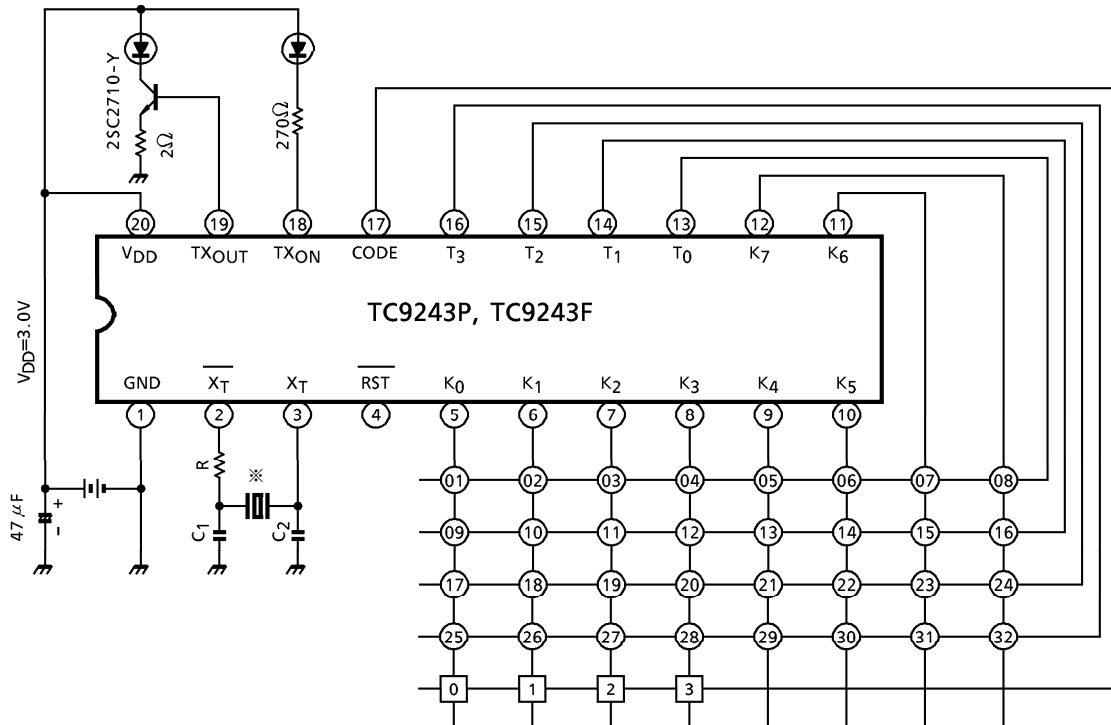 2SC2710-Y
2Ω
270Ω
20 19 18 17 16 15 14 13 12 11
VDD TXOUT TXON CODE T3 T2 T1 T0 K7 K6
TC9243P, TC9243F
VDD=3.0V
GND XT XT RST K0 K1 K2 K3 K4 K5
1 2 3 4 5 6 7 8 9 10
R
※
47μF
+
-
C1
C2
01 02 03 04 05 06 07 08
09 10 11 12 13 14 15 16
17 18 19 20 21 22 23 24
25 26 27 28 29 30 31 32
0 1 2 3